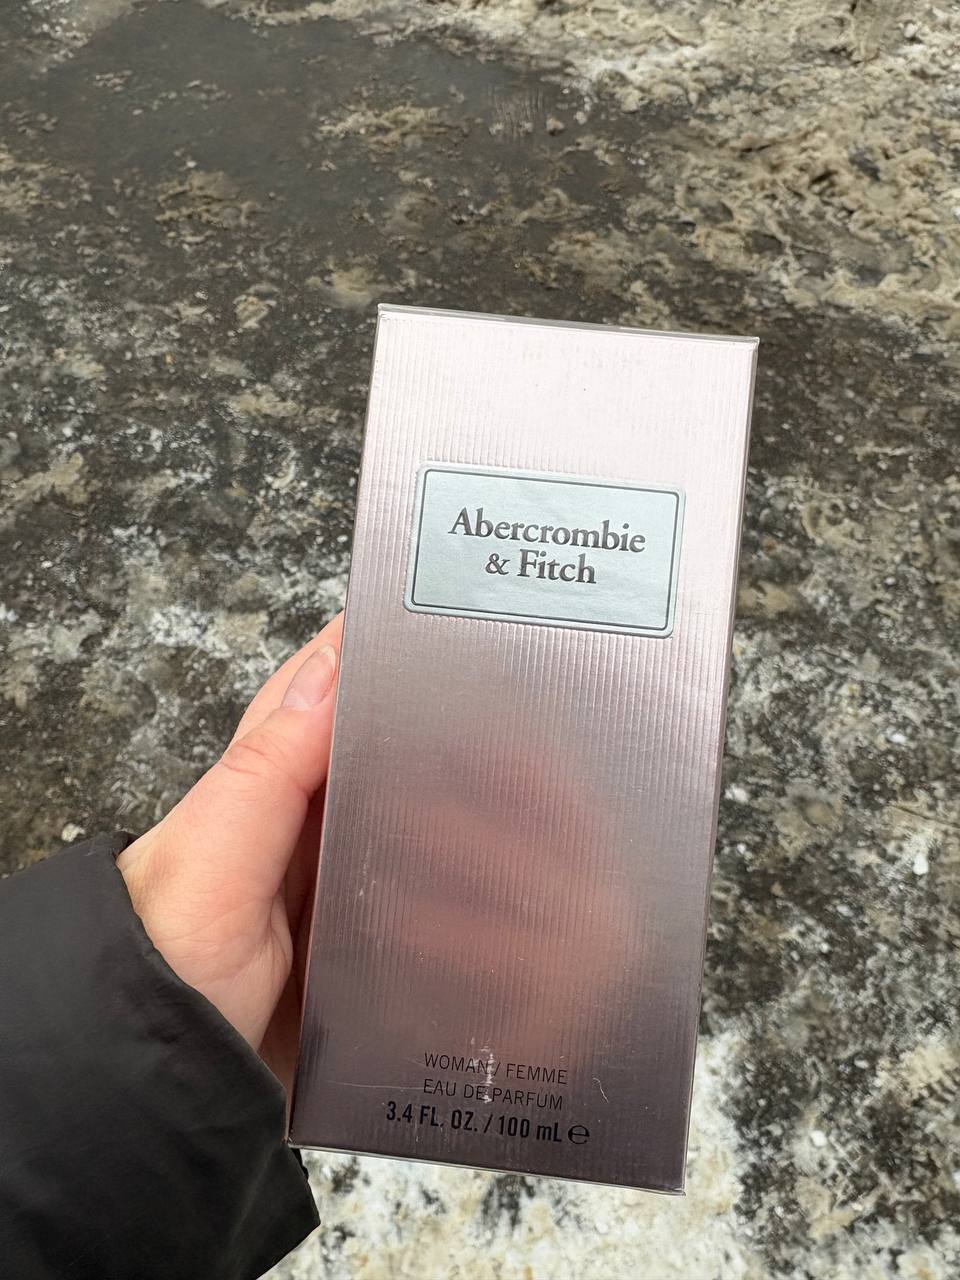 Abercrombie
& Fitch
WOMAN / FEMME
EAU DE PARFUM
3.4 FL. OZ. / 100 mL ℮